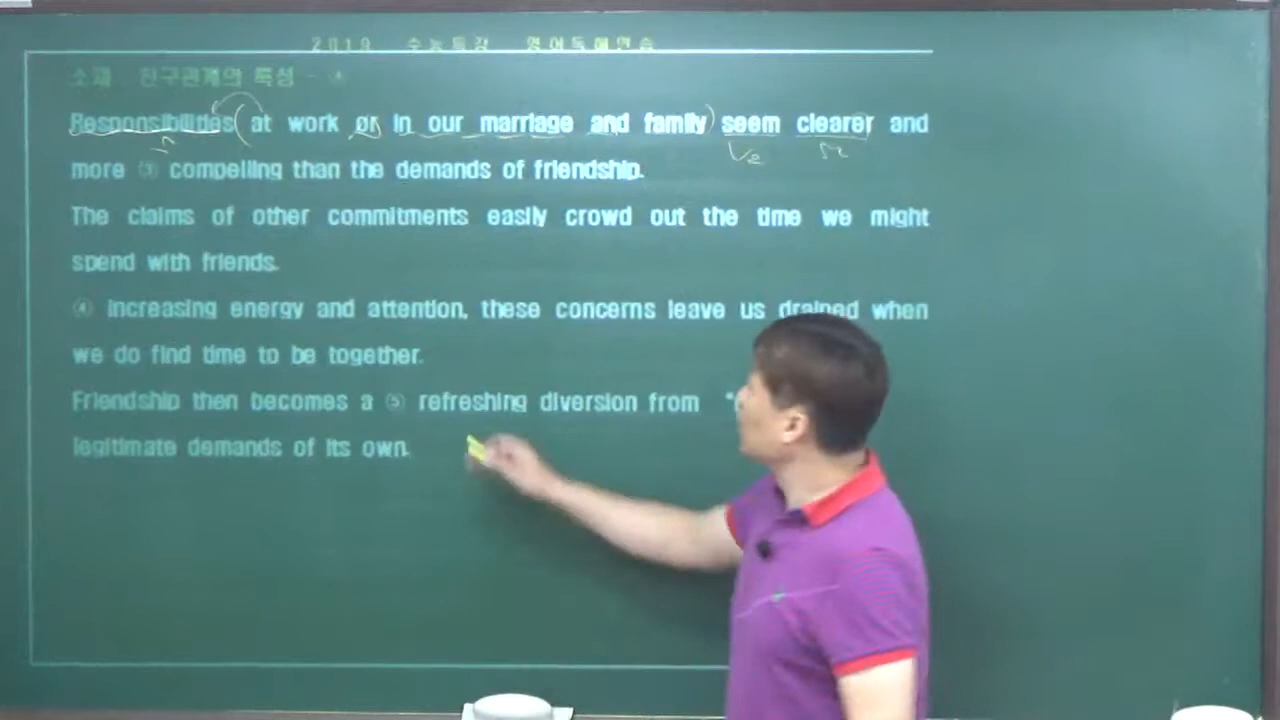 2019 수능특강 영어독해연습
소재 친구관계의 특성 - ④
Responsibilities (at work or in our marriage and family) seem clearer and
more ③ compelling than the demands of friendship.
The claims of other commitments easily crowd out the time we might
spend with friends.
④ Increasing energy and attention, these concerns leave us drained when
we do find time to be together.
Friendship then becomes a ⑤ refreshing diversion from
legitimate demands of its own.